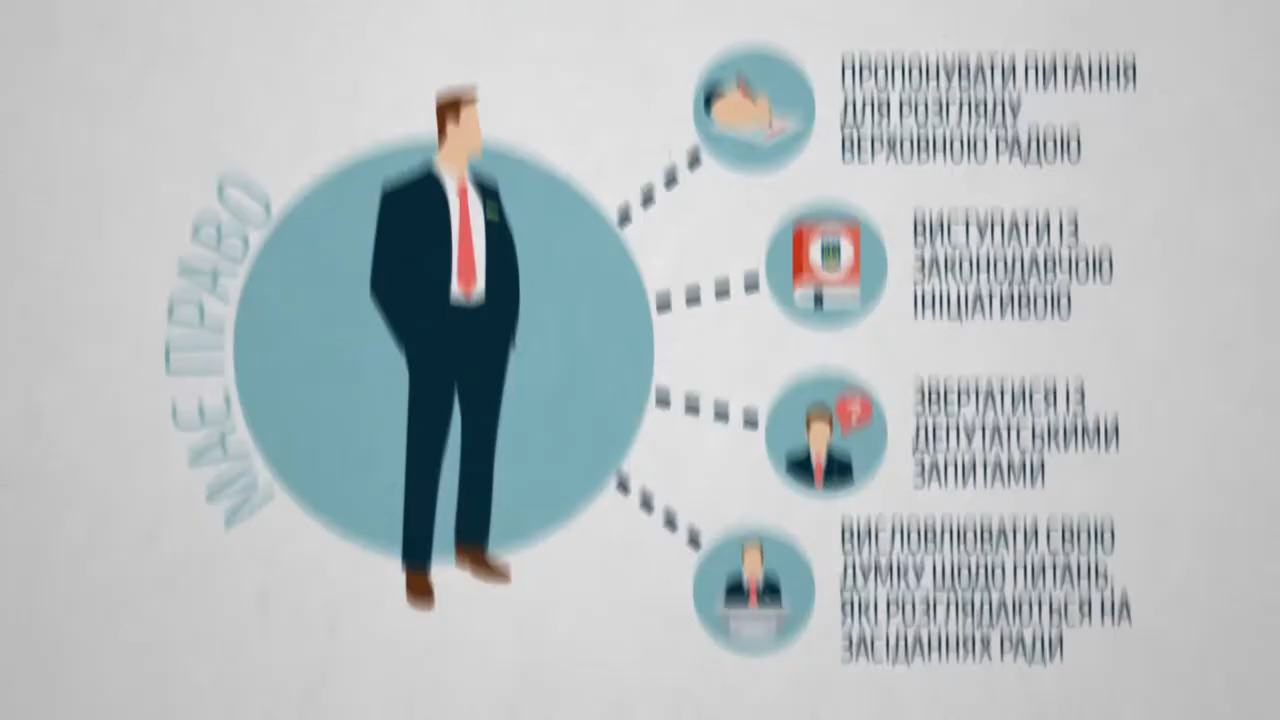 МАЄ ПРАВО
ПРОПОНУВАТИ ПИТАННЯ
ДЛЯ РОЗГЛЯДУ
ВЕРХОВНОЮ РАДОЮ
ВИСТУПАТИ ІЗ
ЗАКОНОДАВЧОЮ
ІНІЦІАТИВОЮ
ЗВЕРТАТИСЯ ІЗ
ДЕПУТАТСЬКИМИ
ЗАПИТАМИ
?
ВИСЛОВЛЮВАТИ СВОЮ
ДУМКУ ЩОДО ПИТАНЬ,
ЯКІ РОЗГЛЯДАЮТЬСЯ НА
ЗАСІДАННЯХ РАДИ